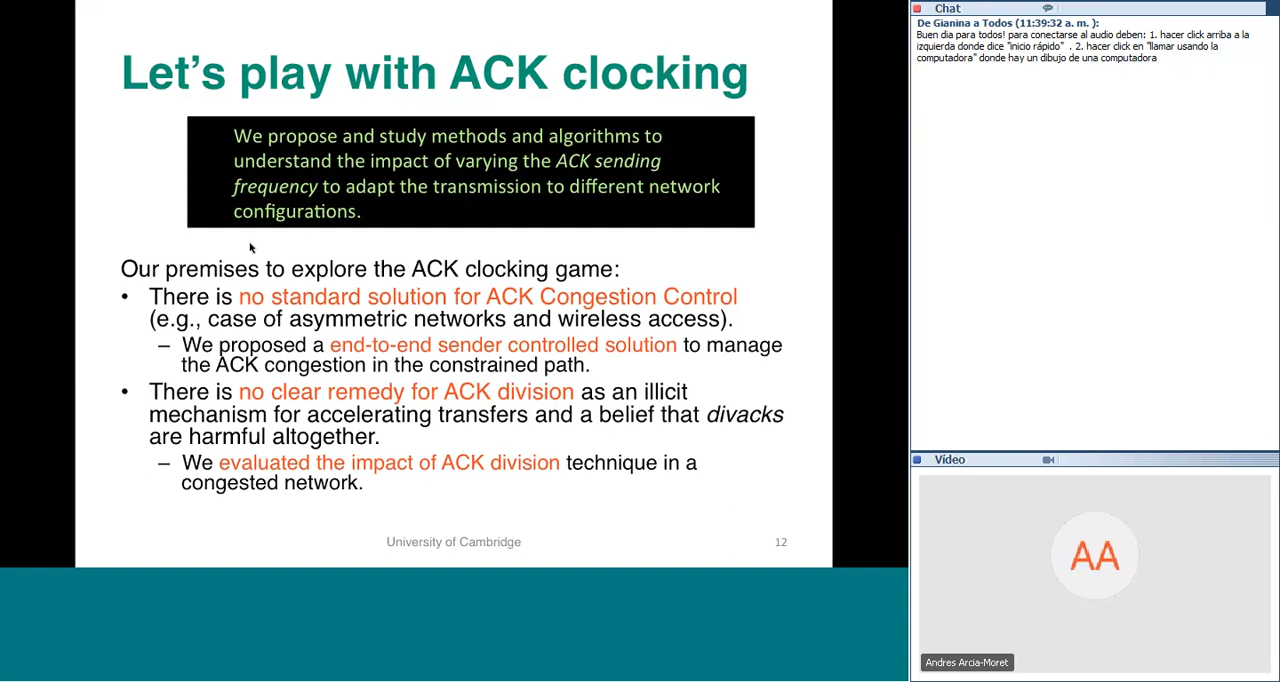 Let's play with ACK clocking
We propose and study methods and algorithms to
understand the impact of varying the ACK sending
frequency to adapt the transmission to different network
configurations.
Our premises to explore the ACK clocking game:
• There is no standard solution for ACK Congestion Control
(e.g., case of asymmetric networks and wireless access).
– We proposed a end-to-end sender controlled solution to manage
the ACK congestion in the constrained path.
• There is no clear remedy for ACK division as an illicit
mechanism for accelerating transfers and a belief that divacks
are harmful altogether.
– We evaluated the impact of ACK division technique in a
congested network.
University of Cambridge
12
Chat
De Gianina a Todos (11:39:32 a. m. ):
Buen dia para todos! para conectarse al audio deben: 1. hacer click arriba a la
izquierda donde dice "inicio rápido" . 2. hacer click en "llamar usando la
computadora" donde hay un dibujo de una computadora
Vídeo
AA
Andres Arcia-Moret